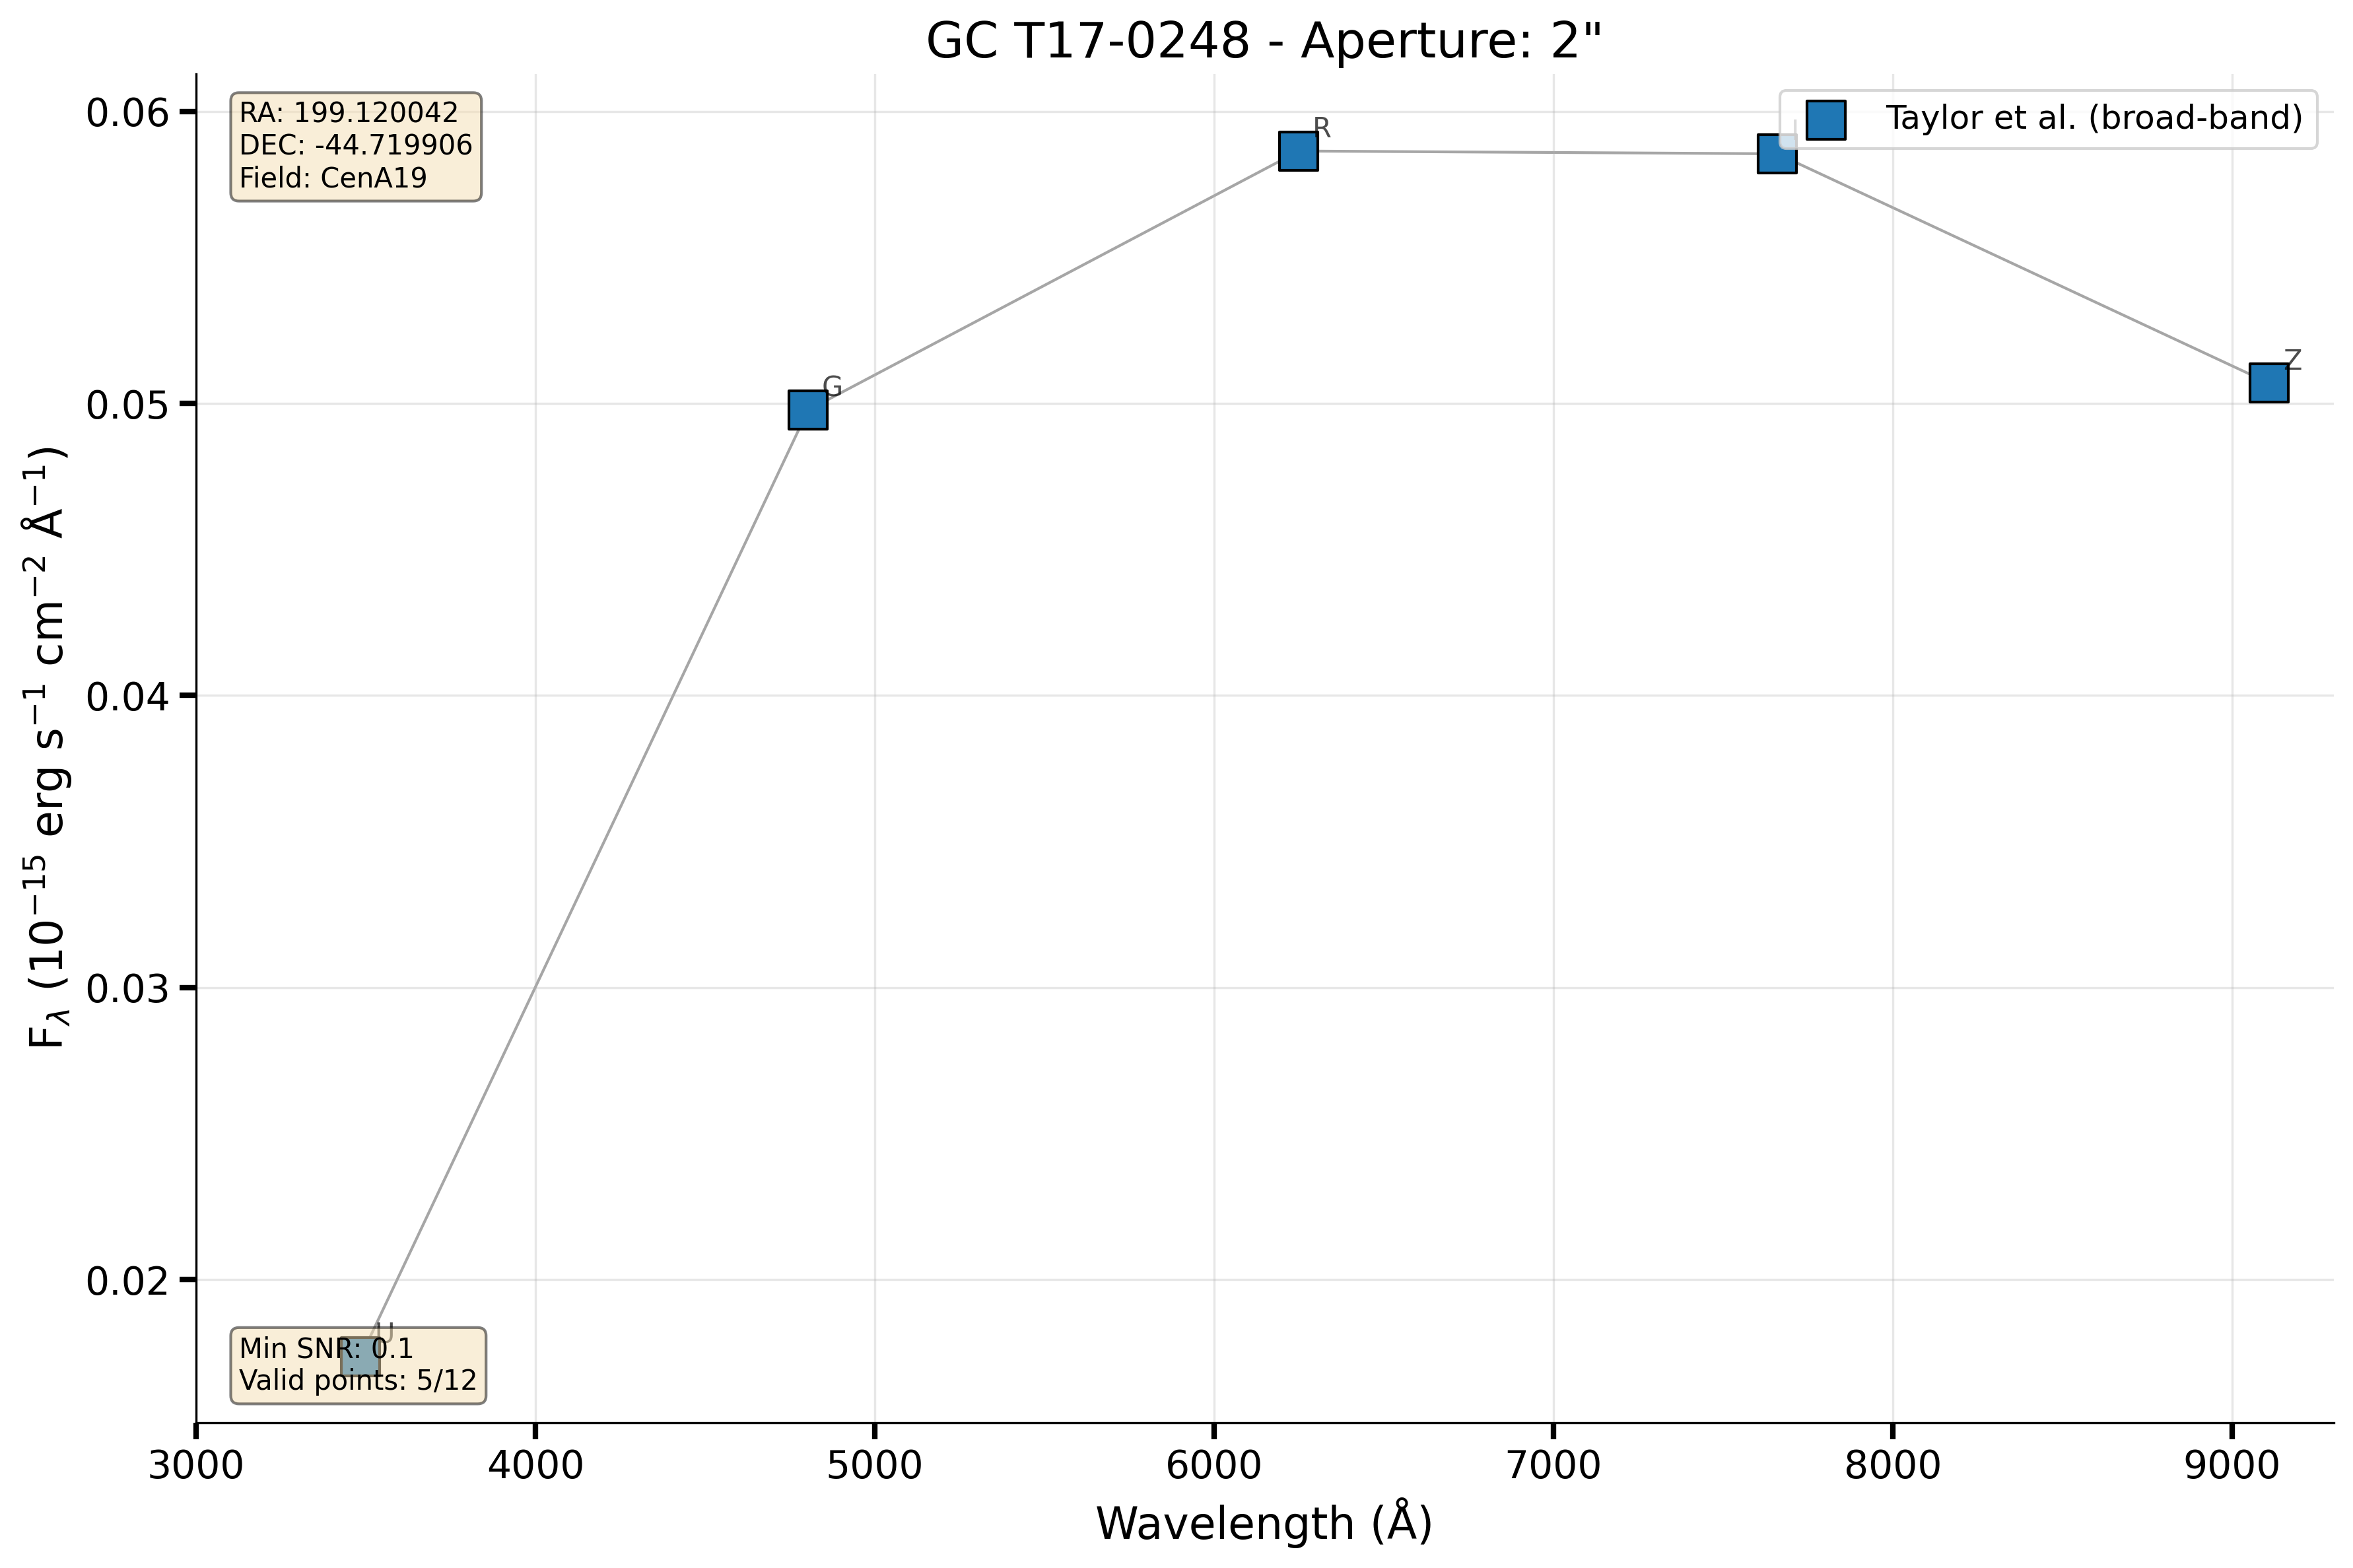 GC T17-0248 - Aperture: 2"
RA: 199.120042
DEC: -44.719906
Field: CenA19
Taylor et al. (broad-band)
R
I
G
Z
U
Min SNR: 0.1
Valid points: 5/12
0.06
0.05
0.04
0.03
0.02
F_λ (10⁻¹⁵ erg s⁻¹ cm⁻² Å⁻¹)
3000 4000 5000 6000 7000 8000 9000
Wavelength (Å)